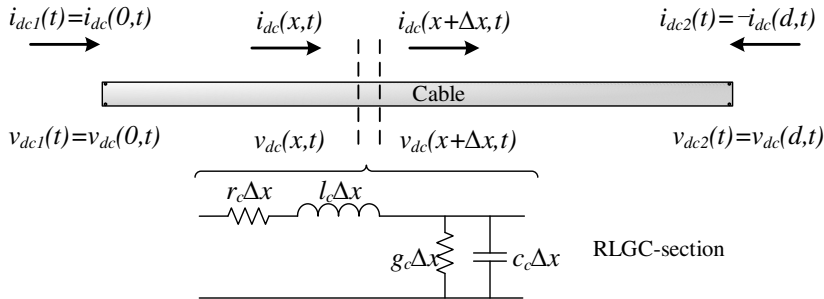 i_dc1(t)=i_dc(0,t)
i_dc(x,t)
i_dc(x+Δx,t)
i_dc2(t)=-i_dc(d,t)
Cable
v_dc1(t)=v_dc(0,t)
v_dc(x,t)
v_dc(x+Δx,t)
v_dc2(t)=v_dc(d,t)
r_cΔx
l_cΔx
g_cΔx
c_cΔx
RLGC-section